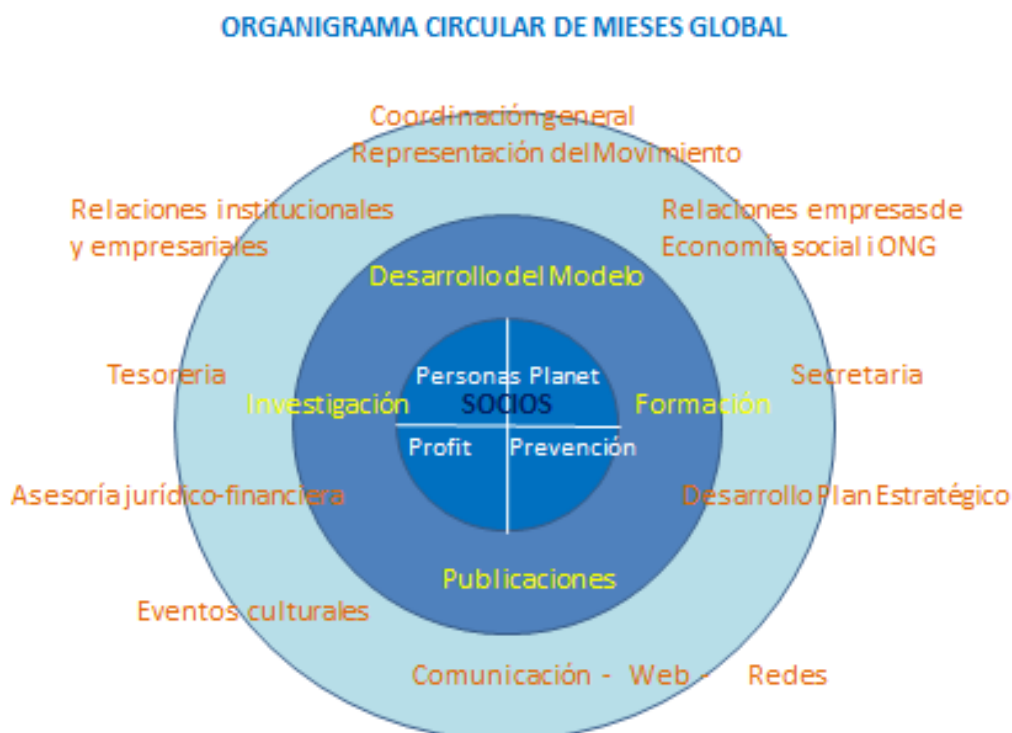 ORGANIGRAMA CIRCULAR DE MIESES GLOBAL
Coordinación general
Representación del Movimiento
Relaciones institucionales
y empresariales
Relaciones empresas de
Economía social i ONG
Desarrollo del Modelo
Tesoreria
Personas Planet
Secretaria
Investigación
SOCIOS
Formación
Profit
Prevención
Asesoría jurídico-financiera
Desarrollo Plan Estratégico
Publicaciones
Eventos culturales
Comunicación - Web - Redes